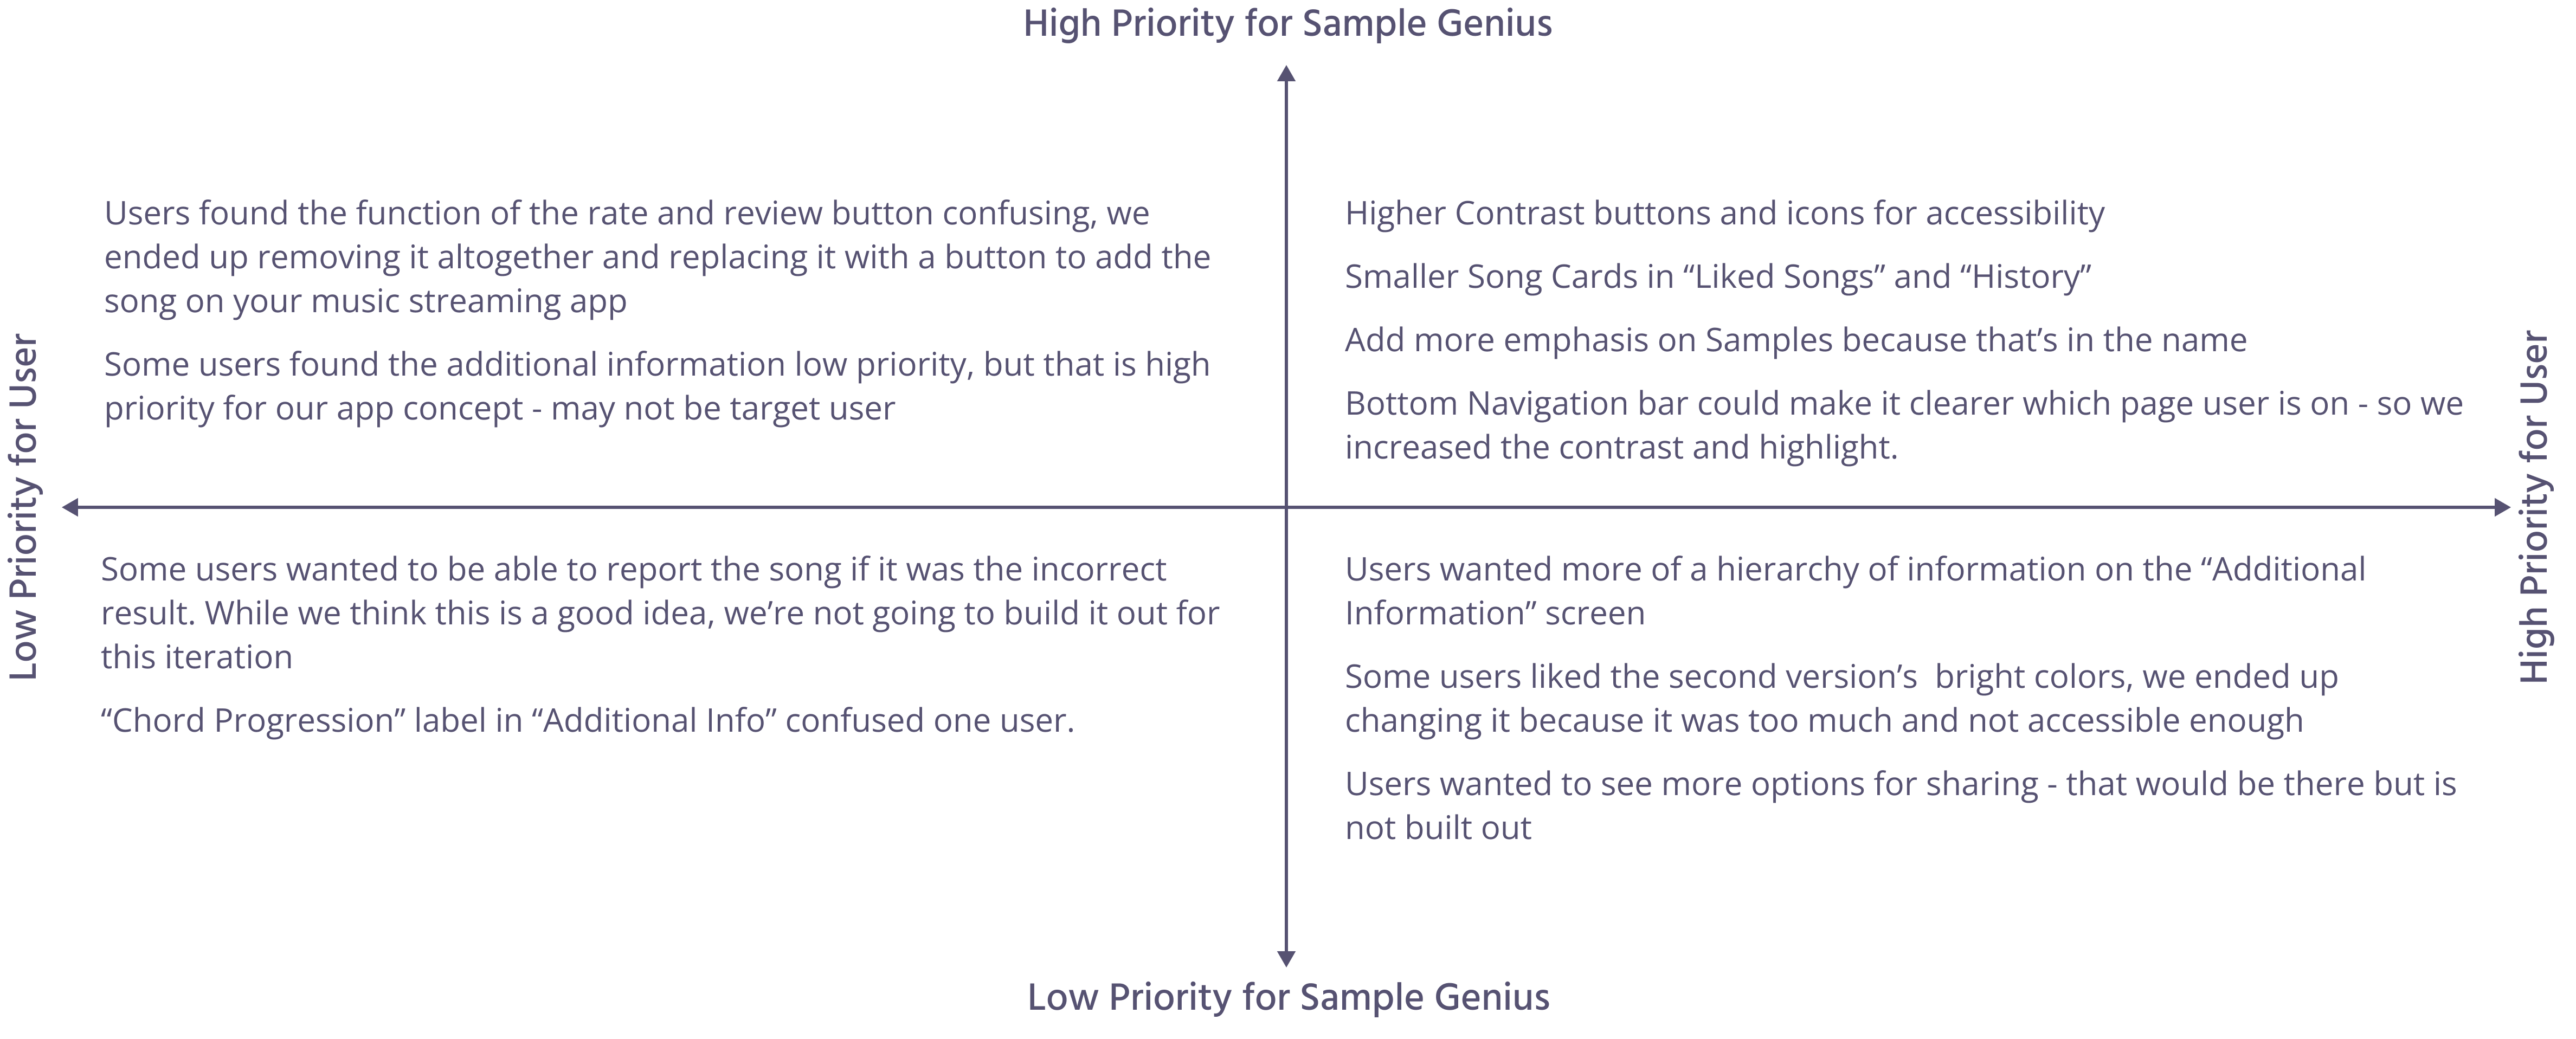 High Priority for Sample Genius
Users found the function of the rate and review button confusing, we
ended up removing it altogether and replacing it with a button to add the
song on your music streaming app
Some users found the additional information low priority, but that is high
priority for our app concept - may not be target user
Higher Contrast buttons and icons for accessibility
Smaller Song Cards in “Liked Songs” and “History”
Add more emphasis on Samples because that’s in the name
Bottom Navigation bar could make it clearer which page user is on - so we
increased the contrast and highlight.
Low Priority for User
High Priority for User
Some users wanted to be able to report the song if it was the incorrect
result. While we think this is a good idea, we’re not going to build it out for
this iteration
“Chord Progression” label in “Additional Info” confused one user.
Users wanted more of a hierarchy of information on the “Additional
Information” screen
Some users liked the second version’s  bright colors, we ended up
changing it because it was too much and not accessible enough
Users wanted to see more options for sharing - that would be there but is
not built out
Low Priority for Sample Genius